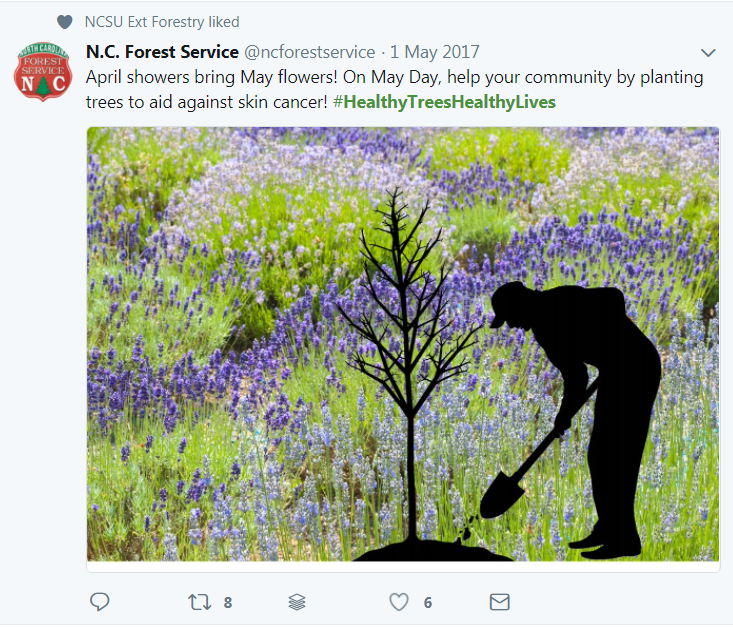 NCSU Ext Forestry liked
N.C. Forest Service @ncforestservice · 1 May 2017
NORTH CAROLINA
FOREST
SERVICE
N C
April showers bring May flowers! On May Day, help your community by planting
trees to aid against skin cancer! #HealthyTreesHealthyLives
8
6